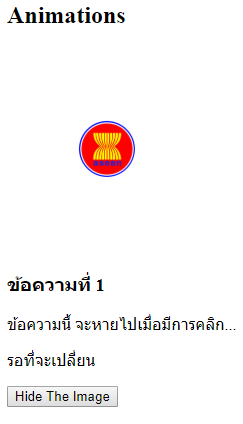 Animations
ข้อความที่ 1
ข้อความนี้ จะหายไปเมื่อมีการคลิก...
รอที่จะเปลี่ยน
Hide The Image